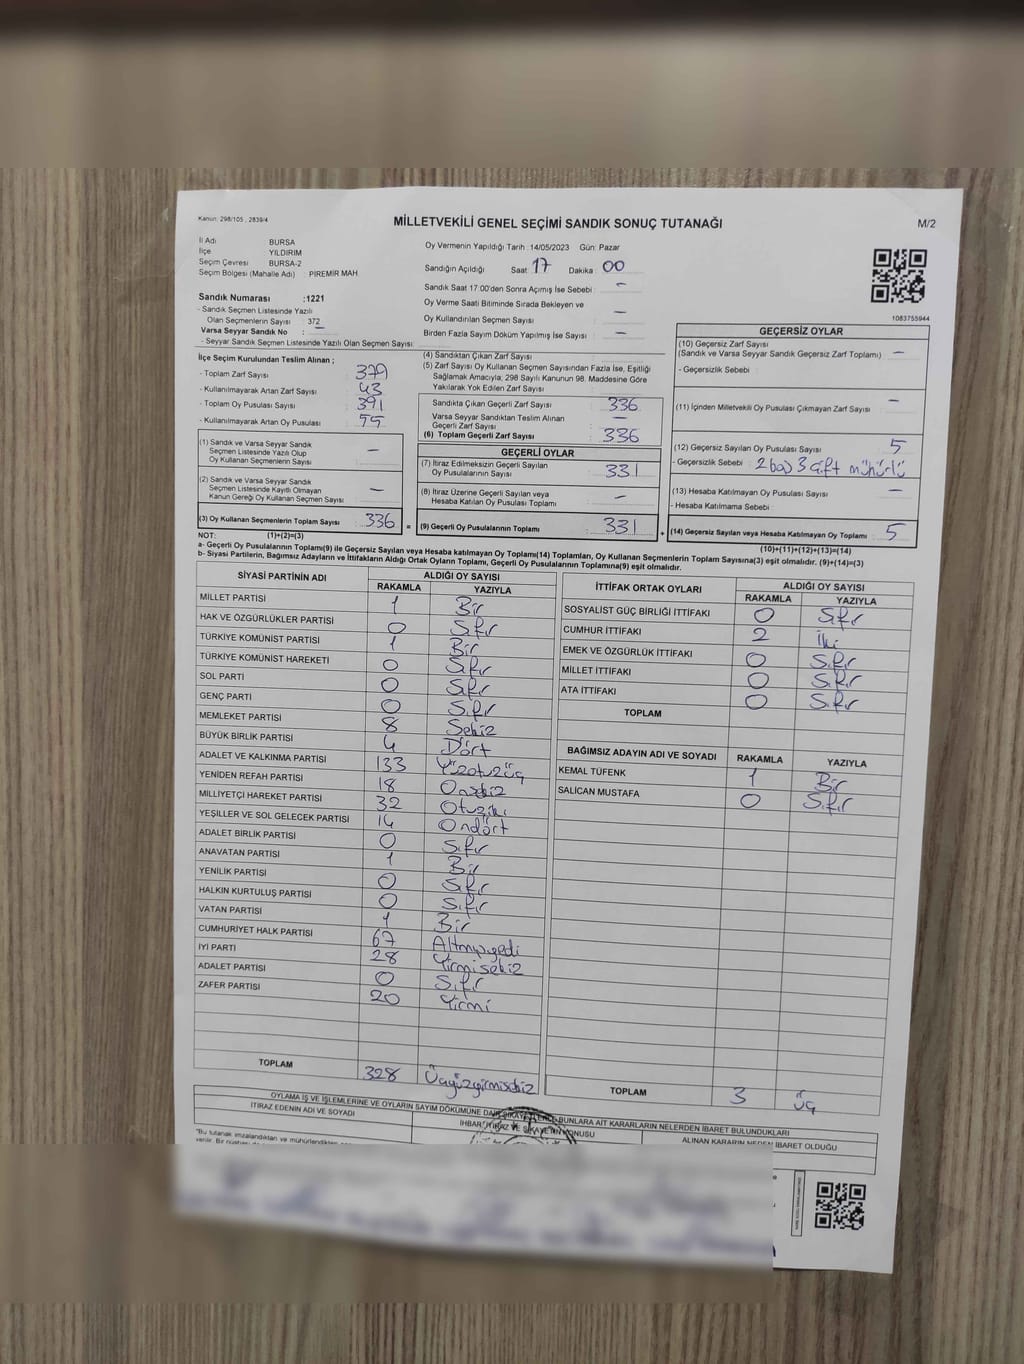 Kanun: 298/105 , 2839/4
MİLLETVEKİLİ GENEL SEÇİMİ SANDIK SONUÇ TUTANAĞI
M/2
İl Adı BURSA
İlçe YILDIRIM
Seçim Çevresi BURSA-2
Seçim Bölgesi (Mahalle Adı) : PİREMİR MAH.
Oy Vermenin Yapıldığı Tarih :14/05/2023 Gün: Pazar
Sandığın Açıldığı Saat 17 Dakika 00
Sandık Saat 17:00'den Sonra Açımış İse Sebebi : -
Oy Verme Saati Bitiminde Sırada Bekleyen ve
Oy Kullandırılan Seçmen Sayısı : -
Birden Fazla Sayım Döküm Yapılmış İse Sayısı : -
1083755944
Sandık Numarası :1221
- Sandık Seçmen Listesinde Yazılı
Olan Seçmenlerin Sayısı : 372
Varsa Seyyar Sandık No : -
- Seyyar Sandık Seçmen Listesinde Yazılı Olan Seçmen Sayısı:
İlçe Seçim Kurulundan Teslim Alınan ;
- Toplam Zarf Sayısı : 379
- Kullanılmayarak Artan Zarf Sayısı : 43
- Toplam Oy Pusulası Sayısı : 391
- Kullanılmayarak Artan Oy Pusulası : 55
(1) Sandık ve Varsa Seyyar Sandık
Seçmen Listesinde Yazılı Olup
Oy Kullanan Seçmenlerin Sayısı : -
(2) Sandık ve Varsa Seyyar Sandık
Seçmen Listesinde Kayıtlı Olmayan
Kanun Gereği Oy Kullanan Seçmen Sayısı : -
(3) Oy Kullanan Seçmenlerin Toplam Sayısı : 336
(4) Sandıktan Çıkan Zarf Sayısı :
(5) Zarf Sayısı Oy Kullanan Seçmen Sayısından Fazla İse, Eşitliği
Sağlamak Amacıyla; 298 Sayılı Kanunun 98. Maddesine Göre
Yakılarak Yok Edilen Zarf Sayısı :
Sandıkta Çıkan Geçerli Zarf Sayısı : 336
Varsa Seyyar Sandıktan Teslim Alınan
Geçerli Zarf Sayısı : -
(6) Toplam Geçerli Zarf Sayısı : 336
GEÇERLİ OYLAR
(7) İtiraz Edilmeksizin Geçerli Sayılan
Oy Pusulalarının Sayısı : 331
(8) İtiraz Üzerine Geçerli Sayılan veya
Hesaba Katılan Oy Pusulası Toplamı : -
= (9) Geçerli Oy Pusulalarının Toplamı : 331
GEÇERSİZ OYLAR
(10) Geçersiz Zarf Sayısı
(Sandık ve Varsa Seyyar Sandık Geçersiz Zarf Toplamı) : -
- Geçersizlik Sebebi :
(11) İçinden Milletvekili Oy Pusulası Çıkmayan Zarf Sayısı : -
(12) Geçersiz Sayılan Oy Pusulası Sayısı : 5
- Geçersizlik Sebebi : 2 boş 3 çift mühürlü
(13) Hesaba Katılmayan Oy Pusulası Sayısı : -
- Hesaba Katılmama Sebebi :
+ (14) Geçersiz Sayılan veya Hesaba Katılmayan Oy Toplamı : 5
NOT: (1)+(2)=(3)
(10)+(11)+(12)+(13)=(14)
a- Geçerli Oy Pusulalarının Toplamı(9) ile Geçersiz Sayılan veya Hesaba katılmayan Oy Toplamı(14) Toplamları, Oy Kullanan Seçmenlerin Toplam Sayısına(3) eşit olmalıdır. (9)+(14)=(3)
b- Siyasi Partilerin, Bağımsız Adayların ve İttifakların Aldığı Ortak Oyların Toplamı, Geçerli Oy Pusulalarının Toplamına(9) eşit olmalıdır.
SİYASİ PARTİNİN ADI ALDIĞI OY SAYISI
RAKAMLA YAZIYLA
MİLLET PARTİSİ 1 Bir
HAK VE ÖZGÜRLÜKLER PARTİSİ 0 Sıfır
TÜRKİYE KOMÜNİST PARTİSİ 1 Bir
TÜRKİYE KOMÜNİST HAREKETİ 0 Sıfır
SOL PARTİ 0 Sıfır
GENÇ PARTİ 0 Sıfır
MEMLEKET PARTİSİ 8 Sekiz
BÜYÜK BİRLİK PARTİSİ 4 Dört
ADALET VE KALKINMA PARTİSİ 133 Yüzotuzüç
YENİDEN REFAH PARTİSİ 18 Onsekiz
MİLLİYETÇİ HAREKET PARTİSİ 32 Otuziki
YEŞİLLER VE SOL GELECEK PARTİSİ 14 Ondört
ADALET BİRLİK PARTİSİ 0 Sıfır
ANAVATAN PARTİSİ 1 Bir
YENİLİK PARTİSİ 0 Sıfır
HALKIN KURTULUŞ PARTİSİ 0 Sıfır
VATAN PARTİSİ 1 Bir
CUMHURİYET HALK PARTİSİ 67 Altmışyedi
İYİ PARTİ 28 Yirmisekiz
ADALET PARTİSİ 0 Sıfır
ZAFER PARTİSİ 20 Yirmi
TOPLAM 328 Üçyüzyirmisekiz
İTTİFAK ORTAK OYLARI ALDIĞI OY SAYISI
RAKAMLA YAZIYLA
SOSYALİST GÜÇ BİRLİĞİ İTTİFAKI 0 Sıfır
CUMHUR İTTİFAKI 2 İki
EMEK VE ÖZGÜRLÜK İTTİFAKI 0 Sıfır
MİLLET İTTİFAKI 0 Sıfır
ATA İTTİFAKI 0 Sıfır
TOPLAM
BAĞIMSIZ ADAYIN ADI VE SOYADI RAKAMLA YAZIYLA
KEMAL TÜFENK 1 Bir
SALİCAN MUSTAFA 0 Sıfır
TOPLAM 3 üç
OYLAMA İŞ VE İŞLEMLERİNE VE OYLARIN SAYIM DÖKÜMÜNE DAİR ŞİKAYETLERLE BUNLARA AİT KARARLARIN NELERDEN İBARET BULUNDUKLARI
İTİRAZ EDENİN ADI VE SOYADI
İHBAR, İTİRAZ VE ŞİKAYETİN KONUSU
ALINAN KARARIN NEDEN İBARET OLDUĞU
"Bu tutanak imzalandıktan ve mühürlendikten